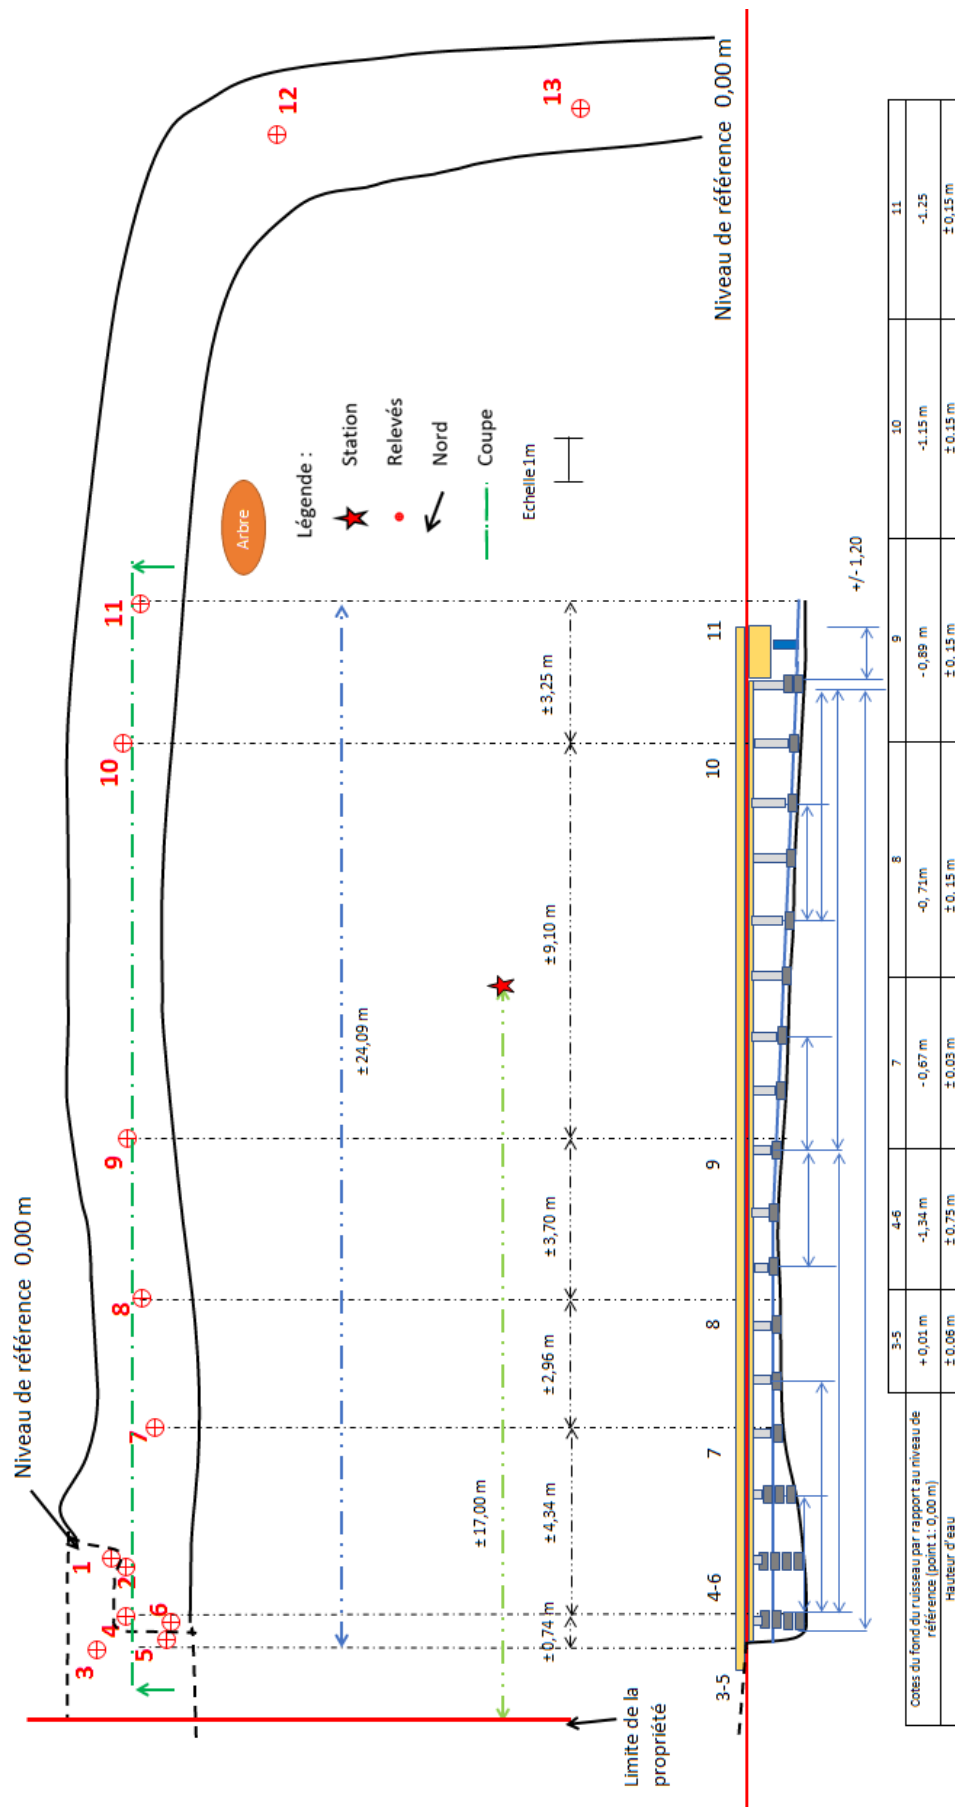 Niveau de référence 0,00 m
1
2
3
4
5
6
7
8
9
10
11
12
13
Arbre
Légende :
Station
Relevés
Nord
Coupe
Echelle1m
± 24,09 m
±17,00 m
±0,74 m
±4,34 m
±2,96 m
±3,70 m
±9,10 m
±3,25 m
Limite de la
propriété
Niveau de référence 0,00 m
3-5
4-6
7
8
9
10
11
+/-1,20
3-5
4-6
7
8
9
10
11
Cotes du fond du ruisseau par rapport au niveau de
référence (point 1: 0,00 m)
+0,01 m
-1,34 m
-0,67 m
-0,71m
-0,89 m
-1.15 m
-1.25
Hauteur d'eau
±0,06 m
±0,75 m
±0,03 m
±0,15 m
±0,15 m
±0,15 m
±0,15 m